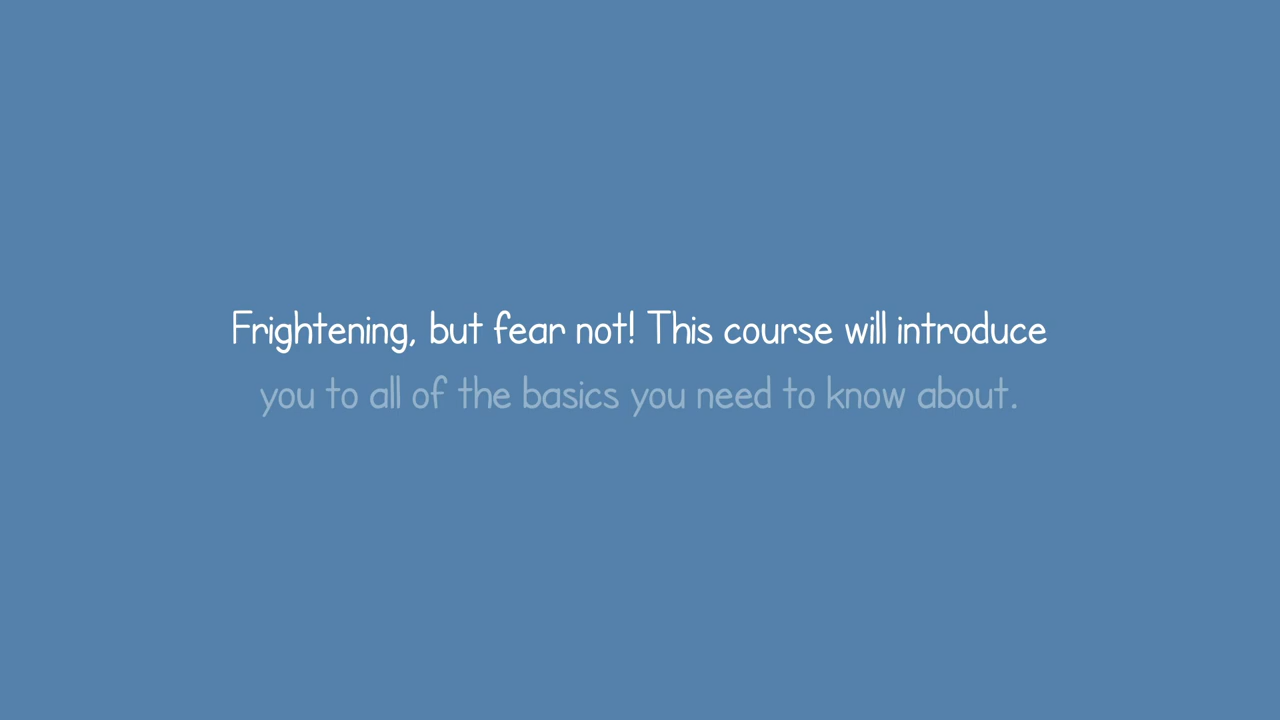 Frightening, but fear not! This course will introduce
you to all of the basics you need to know about.